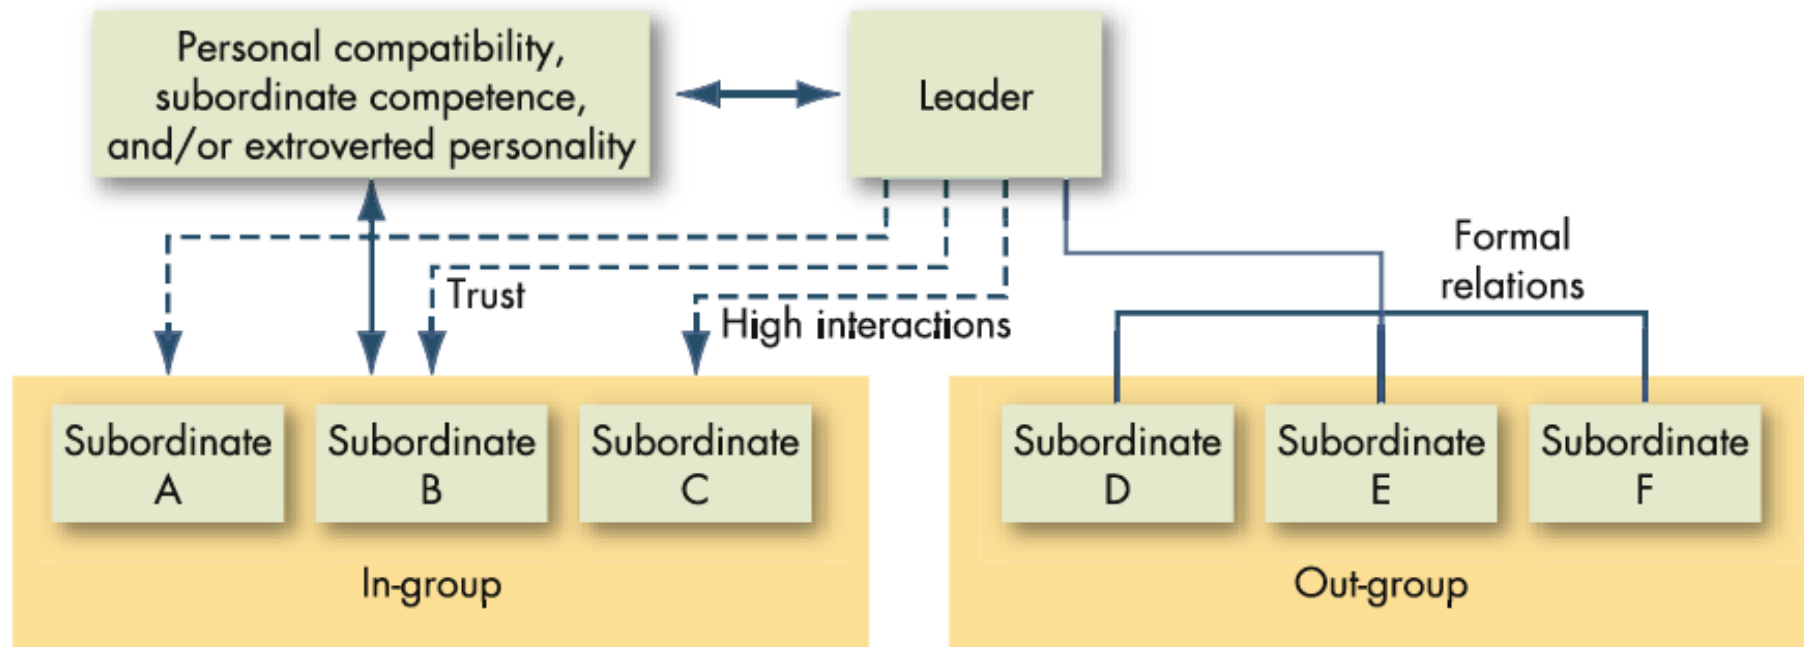 Personal compatibility,
subordinate competence,
and/or extroverted personality
Leader
Formal
relations
Trust
High interactions
Subordinate
A
Subordinate
B
Subordinate
C
Subordinate
D
Subordinate
E
Subordinate
F
In-group
Out-group